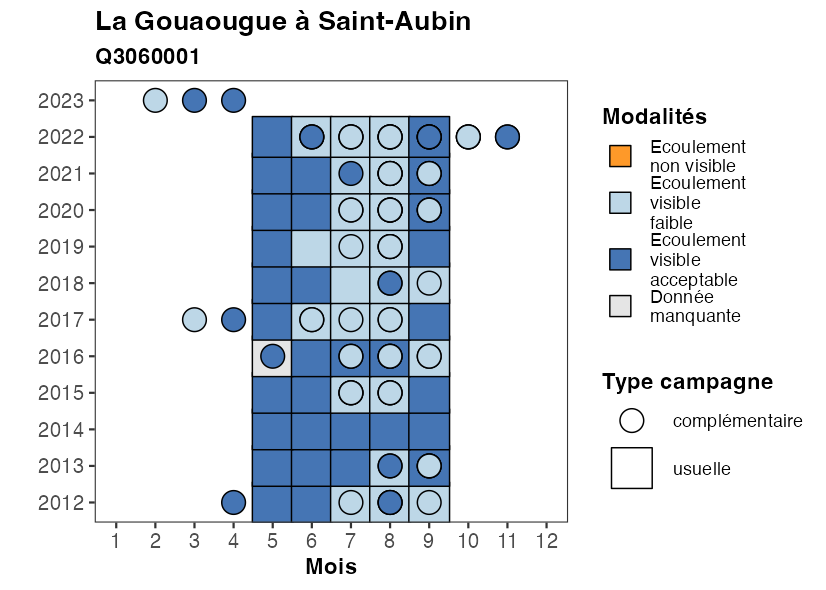 La Gouaougue à Saint-Aubin
Q3060001
2023
2022
2021
2020
2019
2018
2017
2016
2015
2014
2013
2012
1 2 3 4 5 6 7 8 9 10 11 12
Mois
Modalités
Ecoulement
non visible
Ecoulement
visible
faible
Ecoulement
visible
acceptable
Donnée
manquante
Type campagne
complémentaire
usuelle